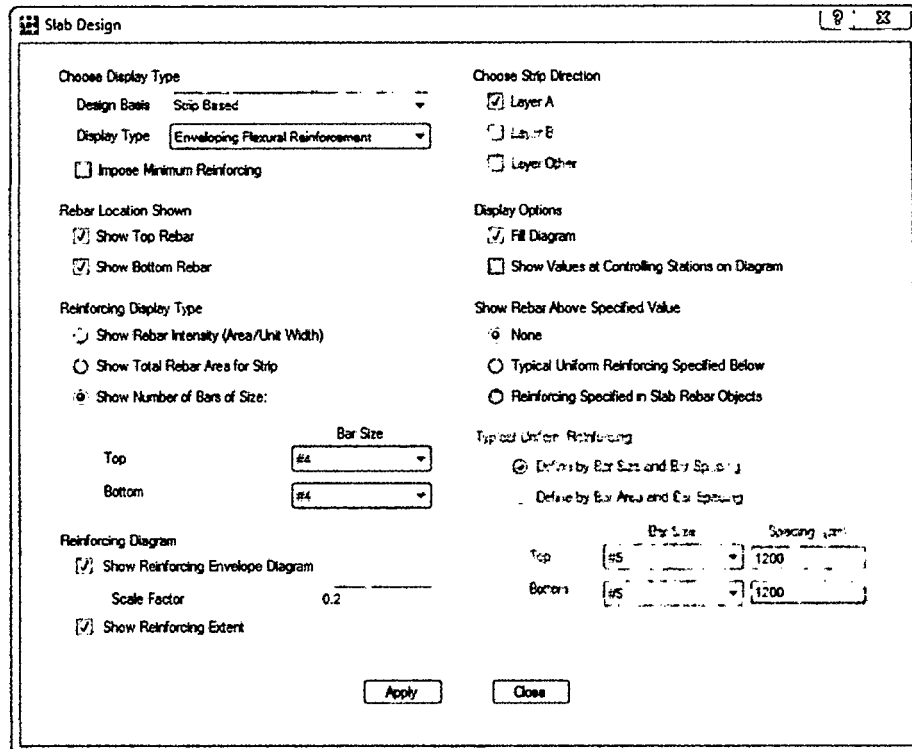 Slab Design
Choose Display Type
Design Basis Strip Based
Display Type Enveloping Flexural Reinforcement
Impose Minimum Reinforcing
Rebar Location Shown
Show Top Rebar
Show Bottom Rebar
Reinforcing Display Type
Show Rebar Intensity (Area/Unit Width)
Show Total Rebar Area for Strip
Show Number of Bars of Size:
Bar Size
Top #4
Bottom #4
Reinforcing Diagram
Show Reinforcing Envelope Diagram
Scale Factor 0.2
Show Reinforcing Extent
Choose Strip Direction
Layer A
Layer B
Layer Other
Display Options
Fill Diagram
Show Values at Controlling Stations on Diagram
Show Rebar Above Specified Value
None
Typical Uniform Reinforcing Specified Below
Reinforcing Specified in Slab Rebar Objects
Typical Uniform Reinforcing
Define by Bar Size and Bar Spacing
Define by Bar Area and Bar Spacing
Bar Size Spacing
Top #5 1200
Bottom #5 1200
Apply Close